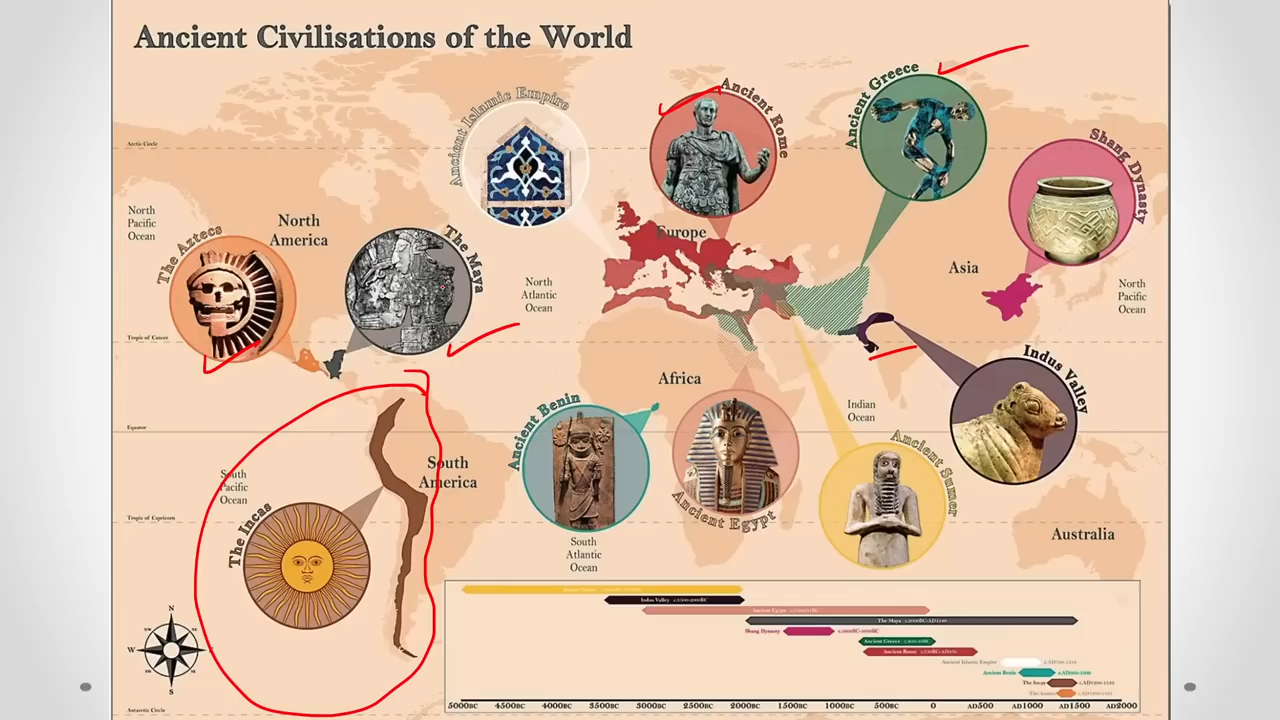 Ancient Civilisations of the World
Ancient Greece
Ancient Rome
Ancient Islamic Empire
Shang Dynasty
Arctic Circle
North
Pacific
Ocean
North
America
The Aztecs
The Maya
Europe
North
Atlantic
Ocean
Asia
North
Pacific
Ocean
Tropic of Cancer
Indus Valley
Africa
Indian
Ocean
Ancient Benin
Equator
South
America
South
Pacific
Ocean
The Incas
Ancient Egypt
Ancient Sumer
Tropic of Capricorn
Australia
South
Atlantic
Ocean
N
W
E
S
Indus Valley
Ancient Egypt
The Maya c.2000BC-AD1540
Shang Dynasty
Ancient Greece
Ancient Rome
Ancient Islamic Empire
Ancient Benin
The Incas
The Aztecs
5000BC 4500BC 4000BC 3500BC 3000BC 2500BC 2000BC 1500BC 1000BC 500BC 0 AD500 AD1000 AD1500 AD2000
Antarctic Circle